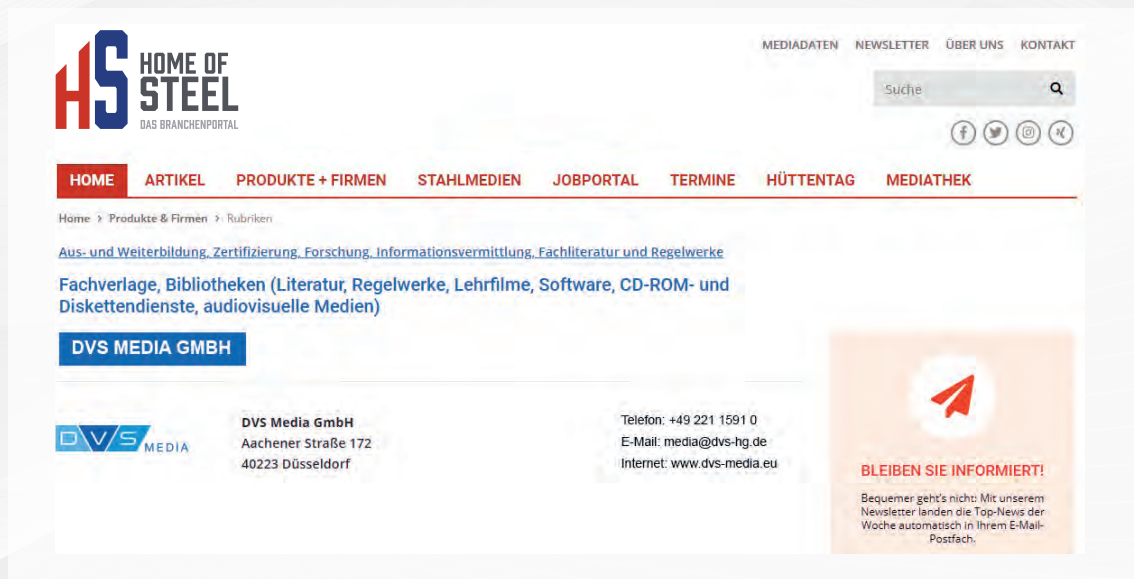 HS HOME OF
STEEL
DAS BRANCHENPORTAL
MEDIADATEN NEWSLETTER ÜBER UNS KONTAKT
Suche
HOME ARTIKEL PRODUKTE + FIRMEN STAHLMEDIEN JOBPORTAL TERMINE HÜTTENTAG MEDIATHEK
Home > Produkte & Firmen > Rubriken
Aus- und Weiterbildung, Zertifizierung, Forschung, Informationsvermittlung, Fachliteratur und Regelwerke
Fachverlage, Bibliotheken (Literatur, Regelwerke, Lehrfilme, Software, CD-ROM- und
Diskettendienste, audiovisuelle Medien)
DVS MEDIA GMBH
DVS MEDIA
DVS Media GmbH
Aachener Straße 172
40223 Düsseldorf
Telefon: +49 221 1591 0
E-Mail: media@dvs-hg.de
Internet: www.dvs-media.eu
BLEIBEN SIE INFORMIERT!
Bequemer geht's nicht: Mit unserem
Newsletter landen die Top-News der
Woche automatisch in Ihrem E-Mail-
Postfach.